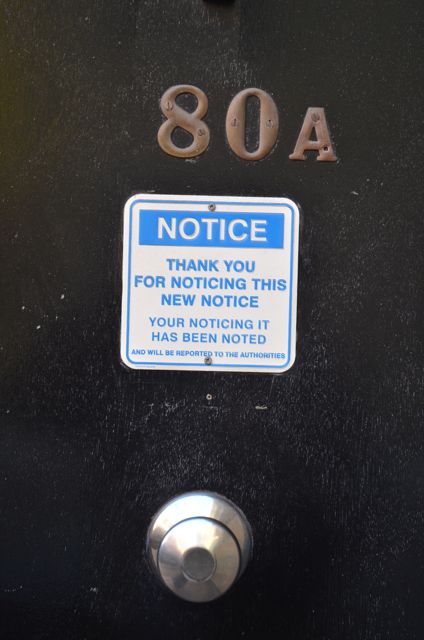 80A
NOTICE
THANK YOU
FOR NOTICING THIS
NEW NOTICE
YOUR NOTICING IT
HAS BEEN NOTED
AND WILL BE REPORTED TO THE AUTHORITIES